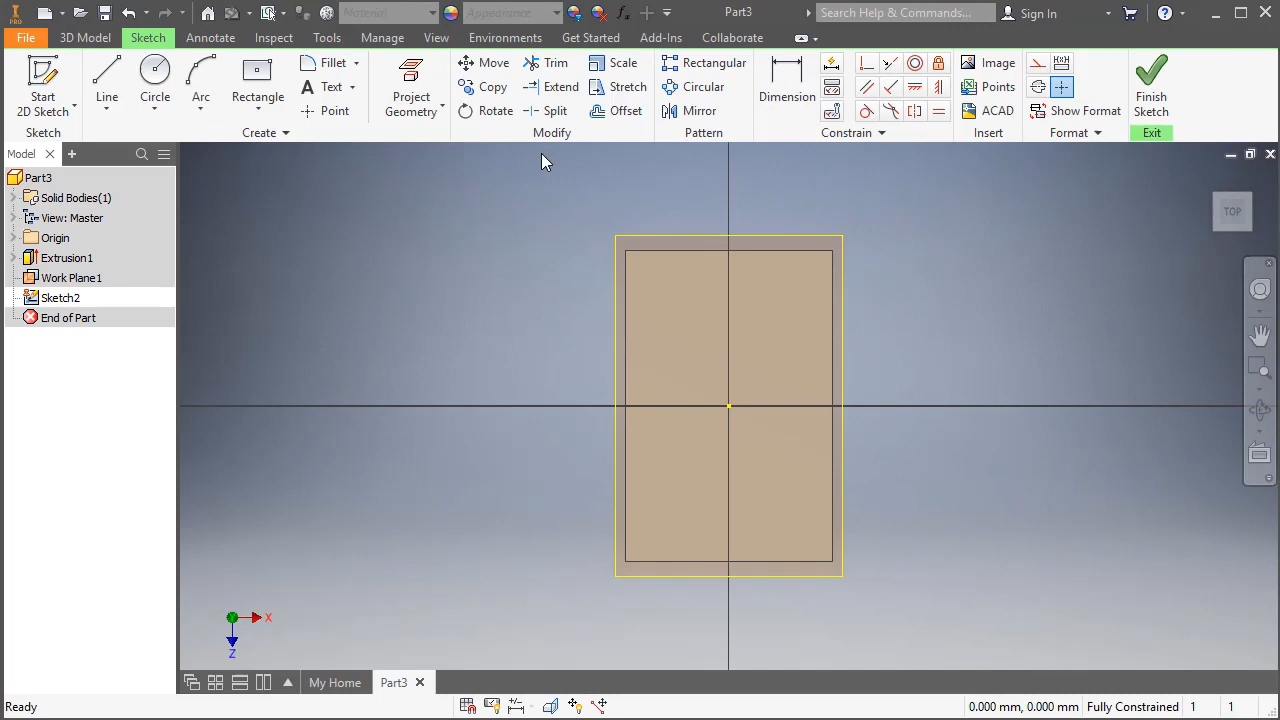 PRO
Material
Appearance
Part3
Search Help & Commands...
Sign In
File
3D Model
Sketch
Annotate
Inspect
Tools
Manage
View
Environments
Get Started
Add-Ins
Collaborate
Start
2D Sketch
Line
Circle
Arc
Rectangle
Fillet
Text
Point
Project
Geometry
Move
Copy
Rotate
Trim
Extend
Split
Scale
Stretch
Offset
Rectangular
Circular
Mirror
Dimension
Image
Points
ACAD
Show Format
Finish
Sketch
Sketch
Create
Modify
Pattern
Constrain
Insert
Format
Exit
Model
Part3
Solid Bodies(1)
View: Master
Origin
Extrusion1
Work Plane1
Sketch2
End of Part
TOP
X
Z
My Home
Part3
Ready
0.000 mm, 0.000 mm
Fully Constrained
1
1